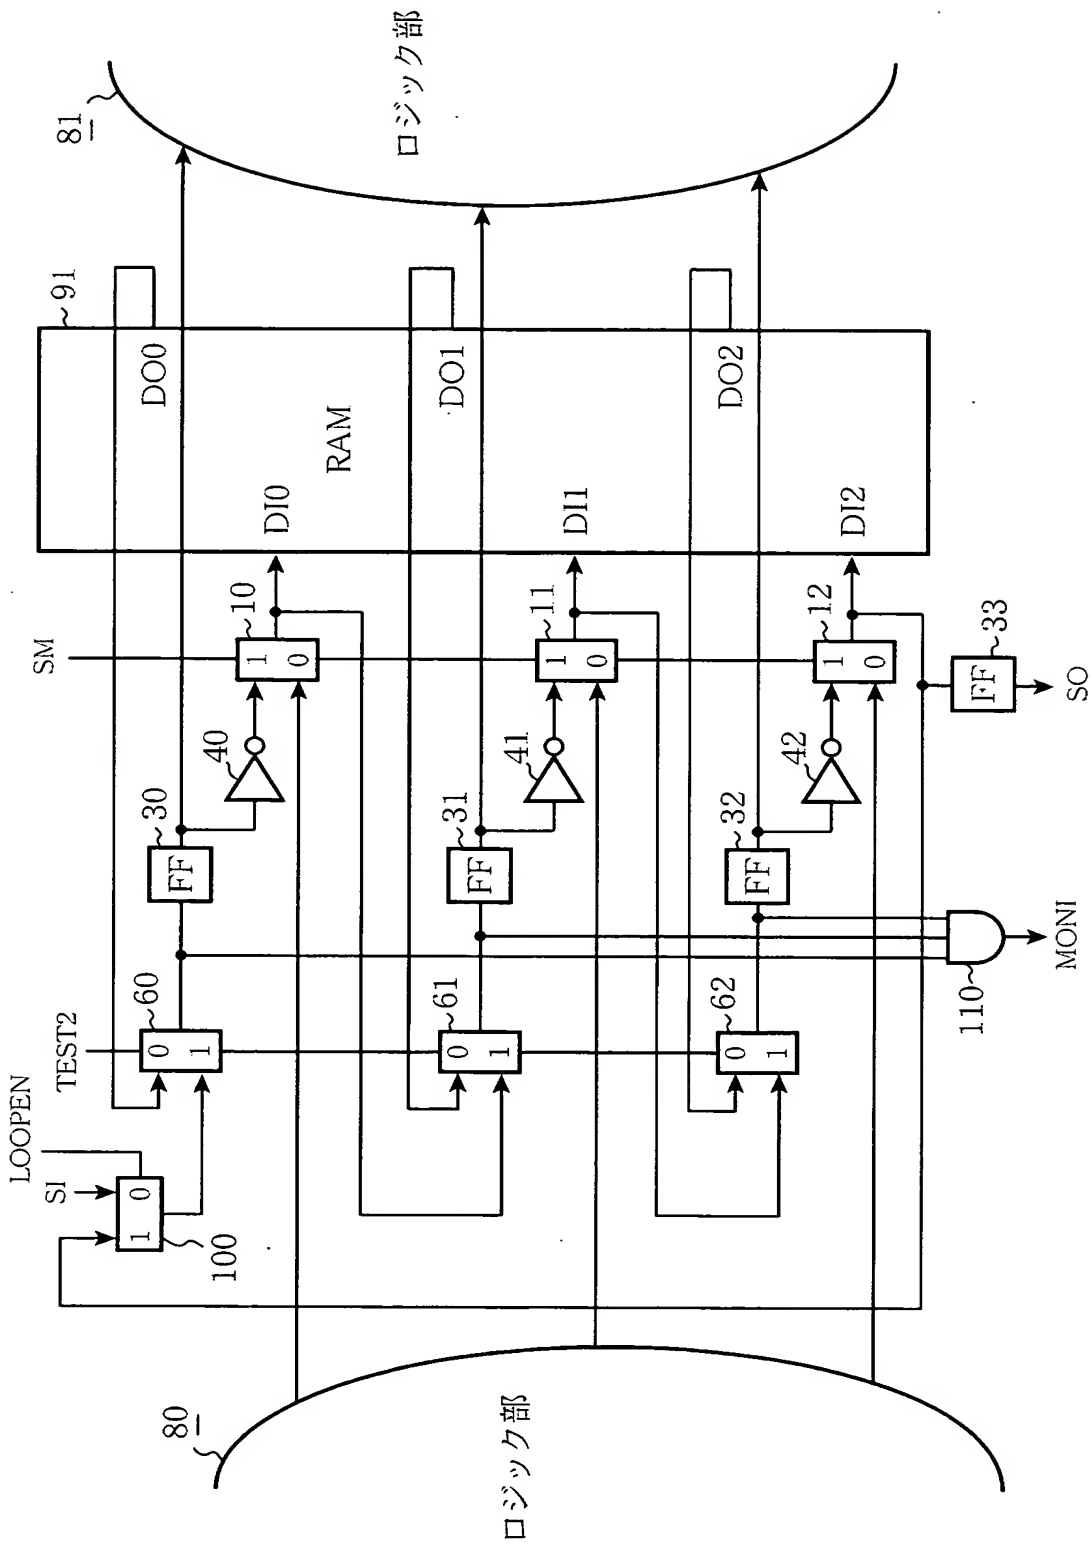 81
ロジック部
91
DO0
DO1
DO2
RAM
DI0
DI1
DI2
SM
10
1
0
11
1
0
12
1
0
33
FF
SO
40
41
42
30
FF
31
FF
32
FF
TEST2
60
0
1
61
0
1
62
0
1
110
MONI
LOOPEN
SI
1
0
100
80
ロジック部